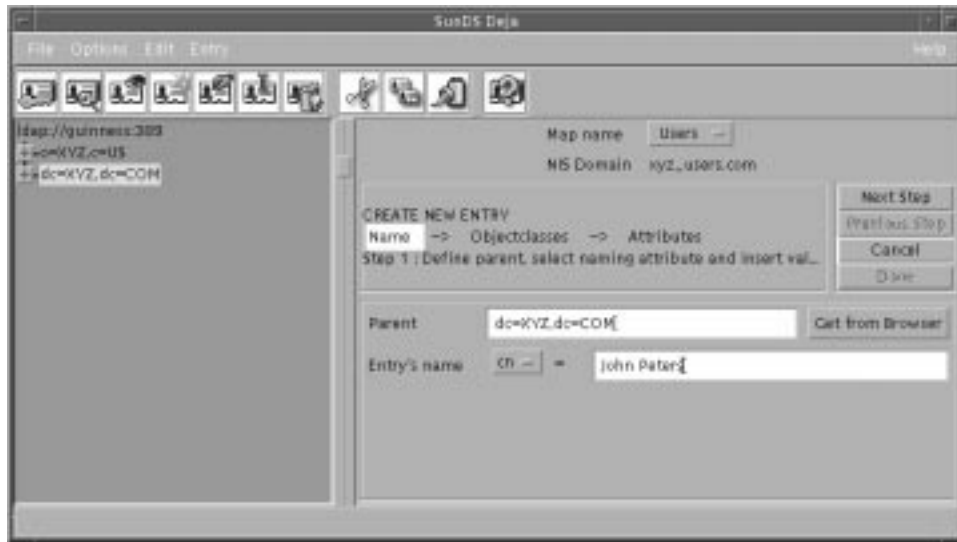 SunDS Deja
File Options Edit Entry Help
ldap://guinness:389
o=XYZ,c=US
dc=XYZ,dc=COM
Map name Users
NIS Domain xyz_users.com
CREATE NEW ENTRY
Name -> Objectclasses -> Attributes
Step 1 : Define parent, select naming attribute and insert val...
Next Step
Previous Step
Cancel
Done
Parent dc=XYZ,dc=COM
Get from Browser
Entry's name cn = John Peters